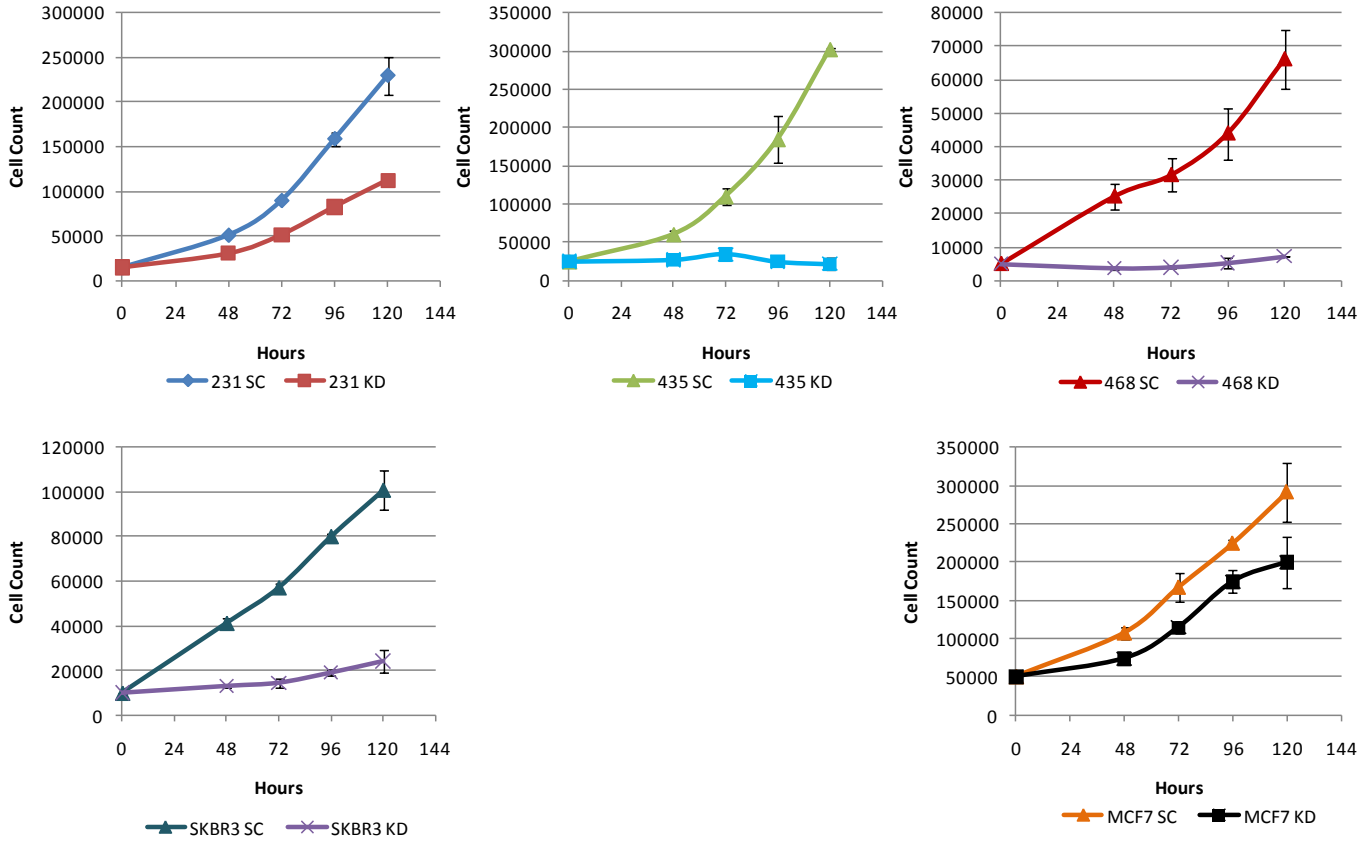 Cell Count
300000
250000
200000
150000
100000
50000
0
0 24 48 72 96 120 144
Hours
231 SC 231 KD
Cell Count
350000
300000
250000
200000
150000
100000
50000
0
0 24 48 72 96 120 144
Hours
435 SC 435 KD
Cell Count
80000
70000
60000
50000
40000
30000
20000
10000
0
0 24 48 72 96 120 144
Hours
468 SC 468 KD
Cell Count
120000
100000
80000
60000
40000
20000
0
0 24 48 72 96 120 144
Hours
SKBR3 SC SKBR3 KD
Cell Count
350000
300000
250000
200000
150000
100000
50000
0
0 24 48 72 96 120 144
Hours
MCF7 SC MCF7 KD